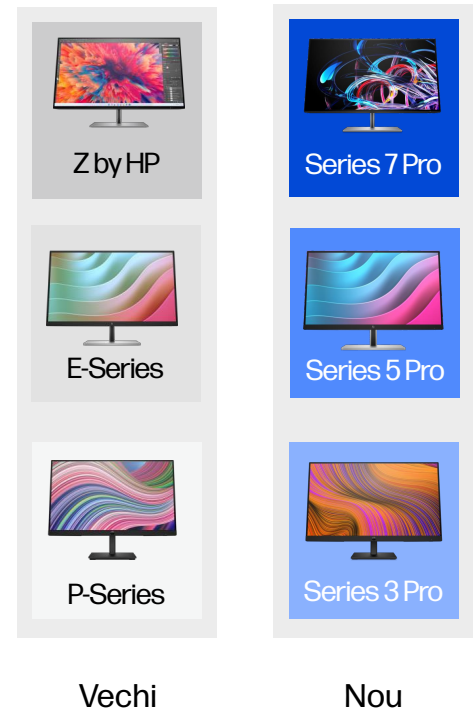 Z by HP
Series 7 Pro
E-Series
Series 5 Pro
P-Series
Series 3 Pro
Vechi
Nou